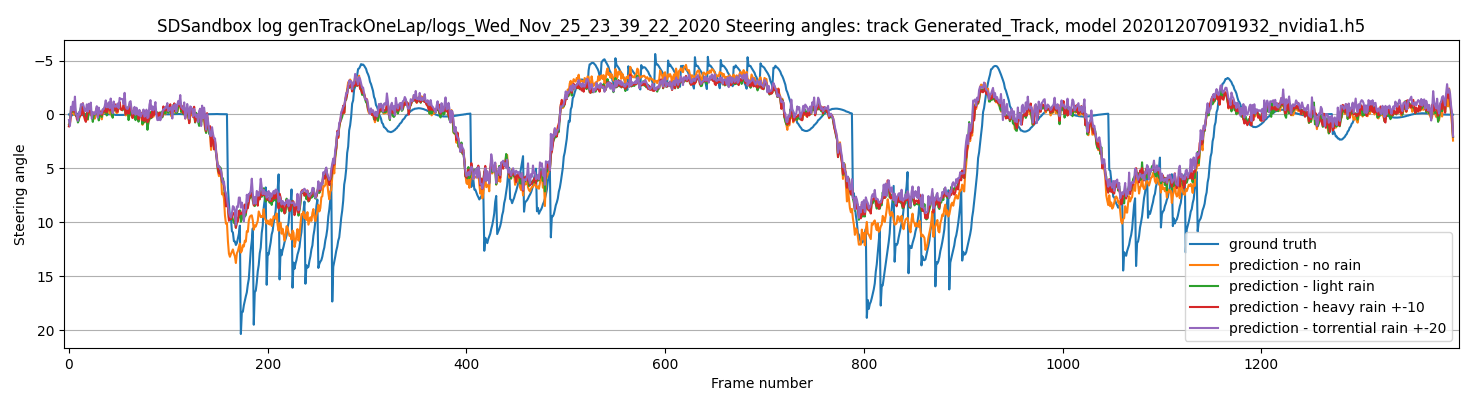 SDSandbox log genTrackOneLap/logs_Wed_Nov_25_23_39_22_2020 Steering angles: track Generated_Track, model 20201207091932_nvidia1.h5
Steering angle
−5
0
5
10
15
20
0 200 400 600 800 1000 1200
Frame number
ground truth
prediction - no rain
prediction - light rain
prediction - heavy rain +-10
prediction - torrential rain +-20